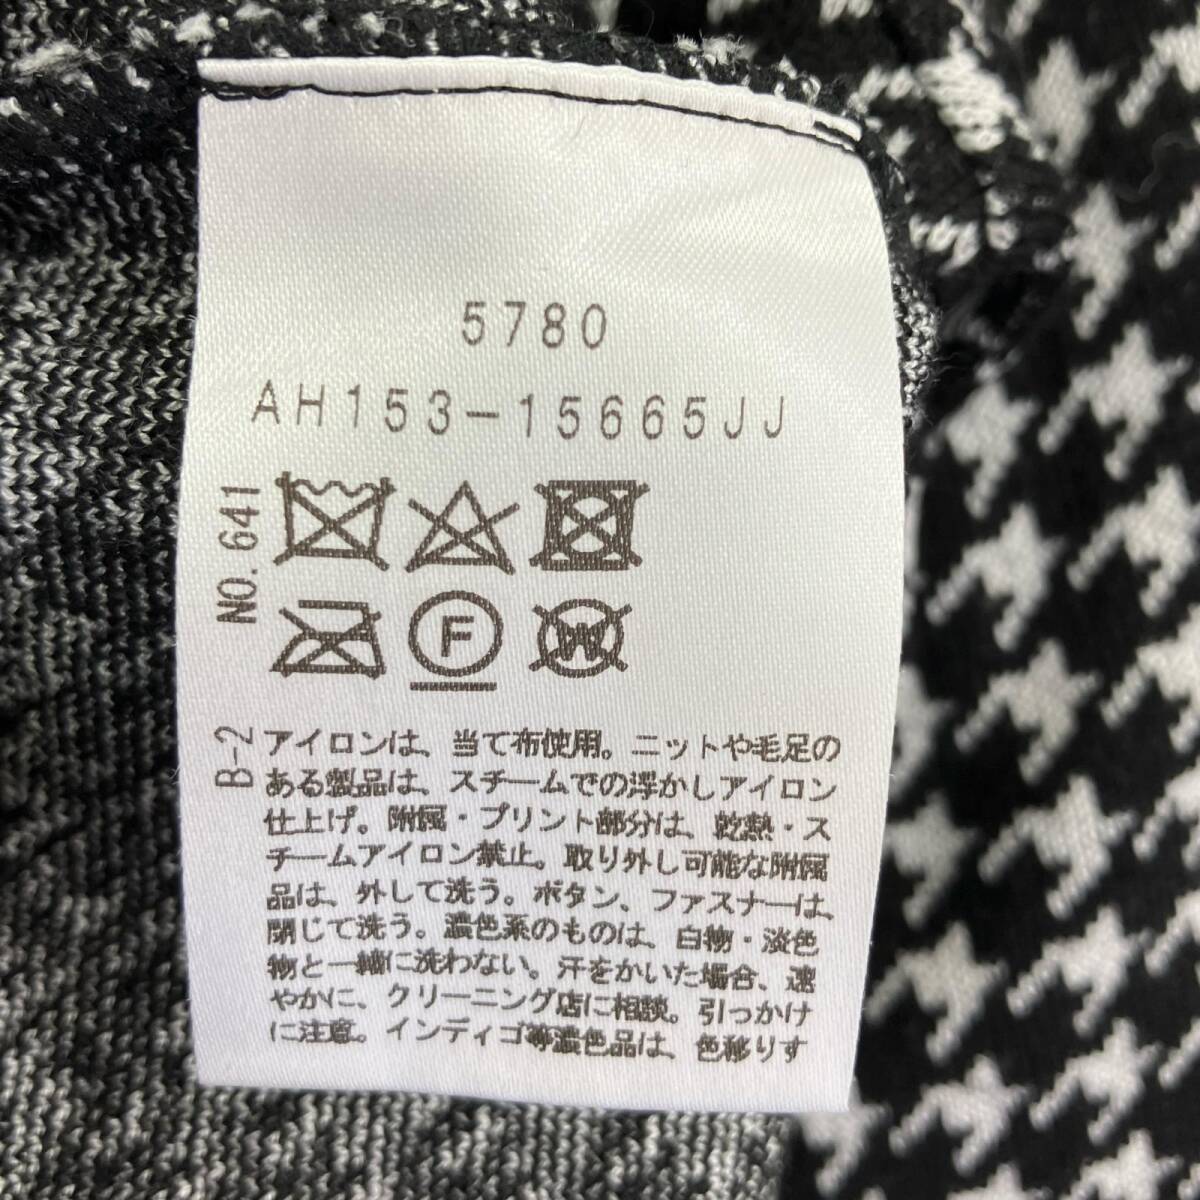 5780
AH153-15665JJ
NO.641
F
W
B-2
アイロンは、当て布使用。ニットや毛足の
ある製品は、スチームでの浮かしアイロン
仕上げ。附属・プリント部分は、乾熱・ス
チームアイロン禁止。取り外し可能な附属
品は、外して洗う。ボタン、ファスナーは、
閉じて洗う。濃色系のものは、白物・淡色
物と一緒に洗わない。汗をかいた場合、速
やかに、クリーニング店に相談。引っかけ
に注意。インディゴ等濃色品は、色移りす